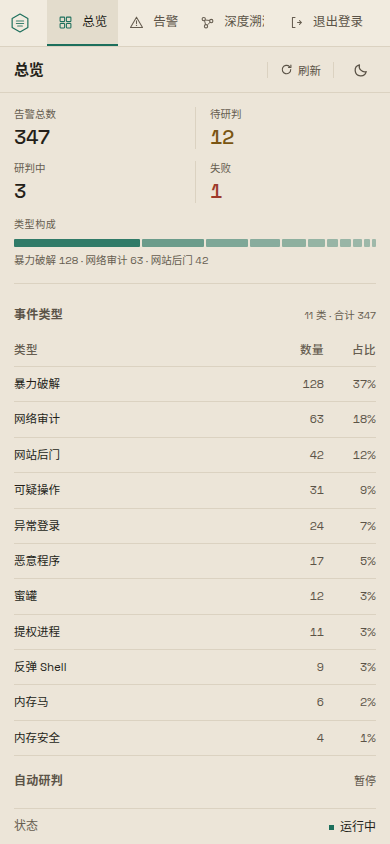 总览 告警 深度溯 退出登录
总览 刷新
告警总数 待研判
347 12
研判中 失败
3 1
类型构成
暴力破解 128 · 网络审计 63 · 网站后门 42
事件类型 11 类 · 合计 347
类型 数量 占比
暴力破解 128 37%
网络审计 63 18%
网站后门 42 12%
可疑操作 31 9%
异常登录 24 7%
恶意程序 17 5%
蜜罐 12 3%
提权进程 11 3%
反弹 Shell 9 3%
内存马 6 2%
内存安全 4 1%
自动研判 暂停
状态 运行中